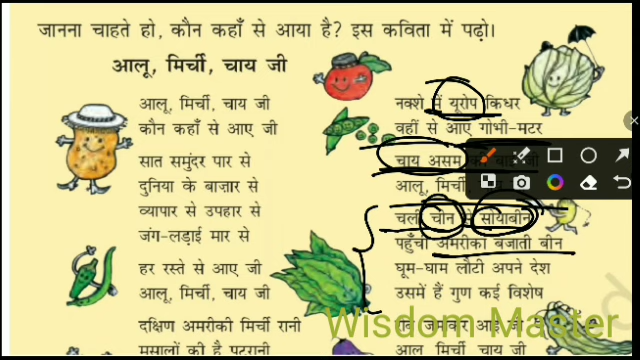 जानना चाहते हो, कौन कहाँ से आया है? इस कविता में पढ़ो।
आलू, मिर्ची, चाय जी
आलू, मिर्ची, चाय जी
कौन कहाँ से आए जी
सात समुंदर पार से
दुनिया के बाज़ार से
व्यापार से उपहार से
जंग-लड़ाई मार से
हर रस्ते से आए जी
आलू, मिर्ची, चाय जी
दक्षिण अमरीकी मिर्ची रानी
मसालों की है पटरानी
नक्शे में यूरोप किधर
वहीं से आए गोभी-मटर
चाय असम
आलू, मिर्ची,
चली चीन से सोयाबीन
पहुँची अमरीका बजाती बीन
घूम-घाम लौटी अपने देश
उसमें हैं गुण कई विशेष
आलू मिर्ची चाय जी
Wisdom Master